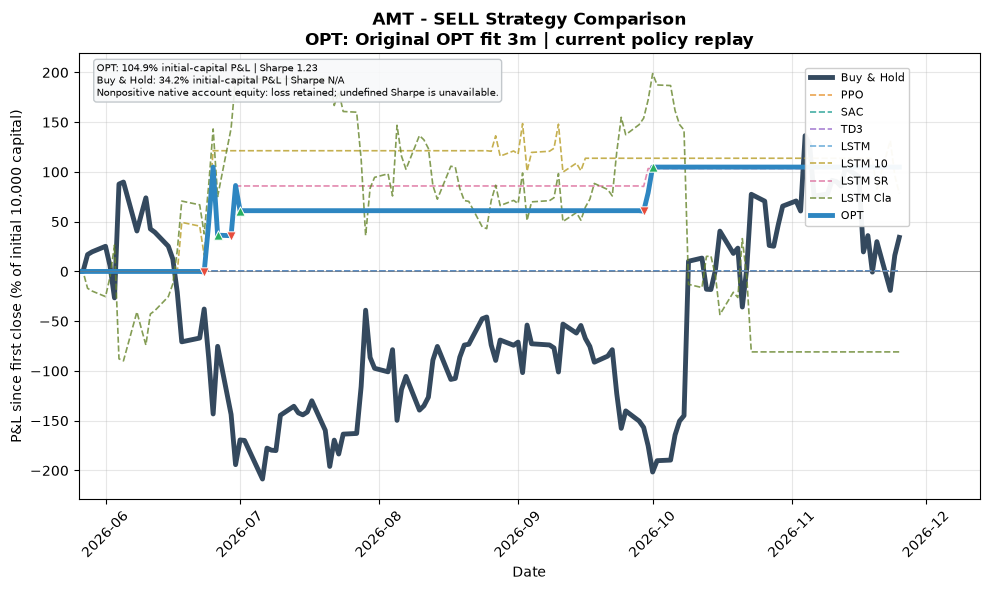 AMT - SELL Strategy Comparison
OPT: Original OPT fit 3m | current policy replay
OPT: 104.9% initial-capital P&L | Sharpe 1.23
Buy & Hold: 34.2% initial-capital P&L | Sharpe N/A
Nonpositive native account equity: loss retained; undefined Sharpe is unavailable.
Buy & Hold
PPO
SAC
TD3
LSTM
LSTM 10
LSTM SR
LSTM Cla
OPT
P&L since first close (% of initial 10,000 capital)
200
150
100
50
0
−50
−100
−150
−200
2026-06
2026-07
2026-08
2026-09
2026-10
2026-11
2026-12
Date